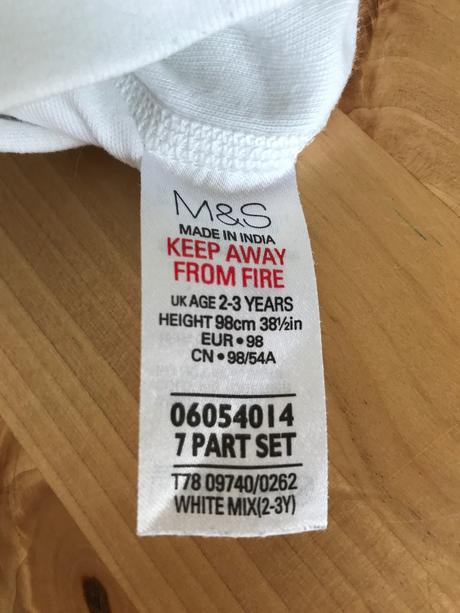 M&S
MADE IN INDIA
KEEP AWAY
FROM FIRE
UK AGE 2-3 YEARS
HEIGHT 98cm 38½in
EUR • 98
CN • 98/54A
06054014
7 PART SET
T78 09740/0262
WHITE MIX(2-3Y)